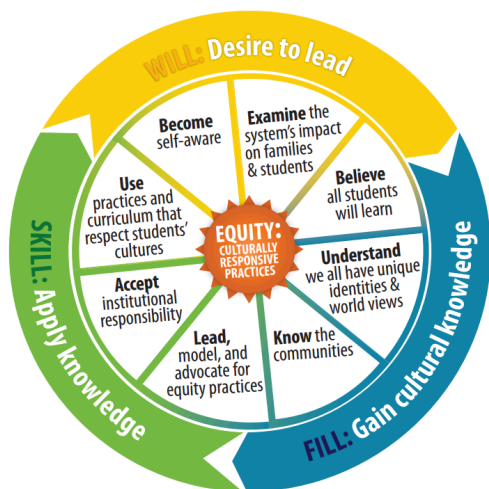 WILL: Desire to lead
Become
self-aware
Examine the
system's impact
on families
& students
Believe
all students
will learn
Understand
we all have unique
identities &
world views
Know the
communities
Lead,
model, and
advocate for
equity practices
Accept
institutional
responsibility
Use
practices and
curriculum that
respect students'
cultures
EQUITY:
CULTURALLY
RESPONSIVE
PRACTICES
FILL: Gain cultural knowledge
SKILL: Apply knowledge